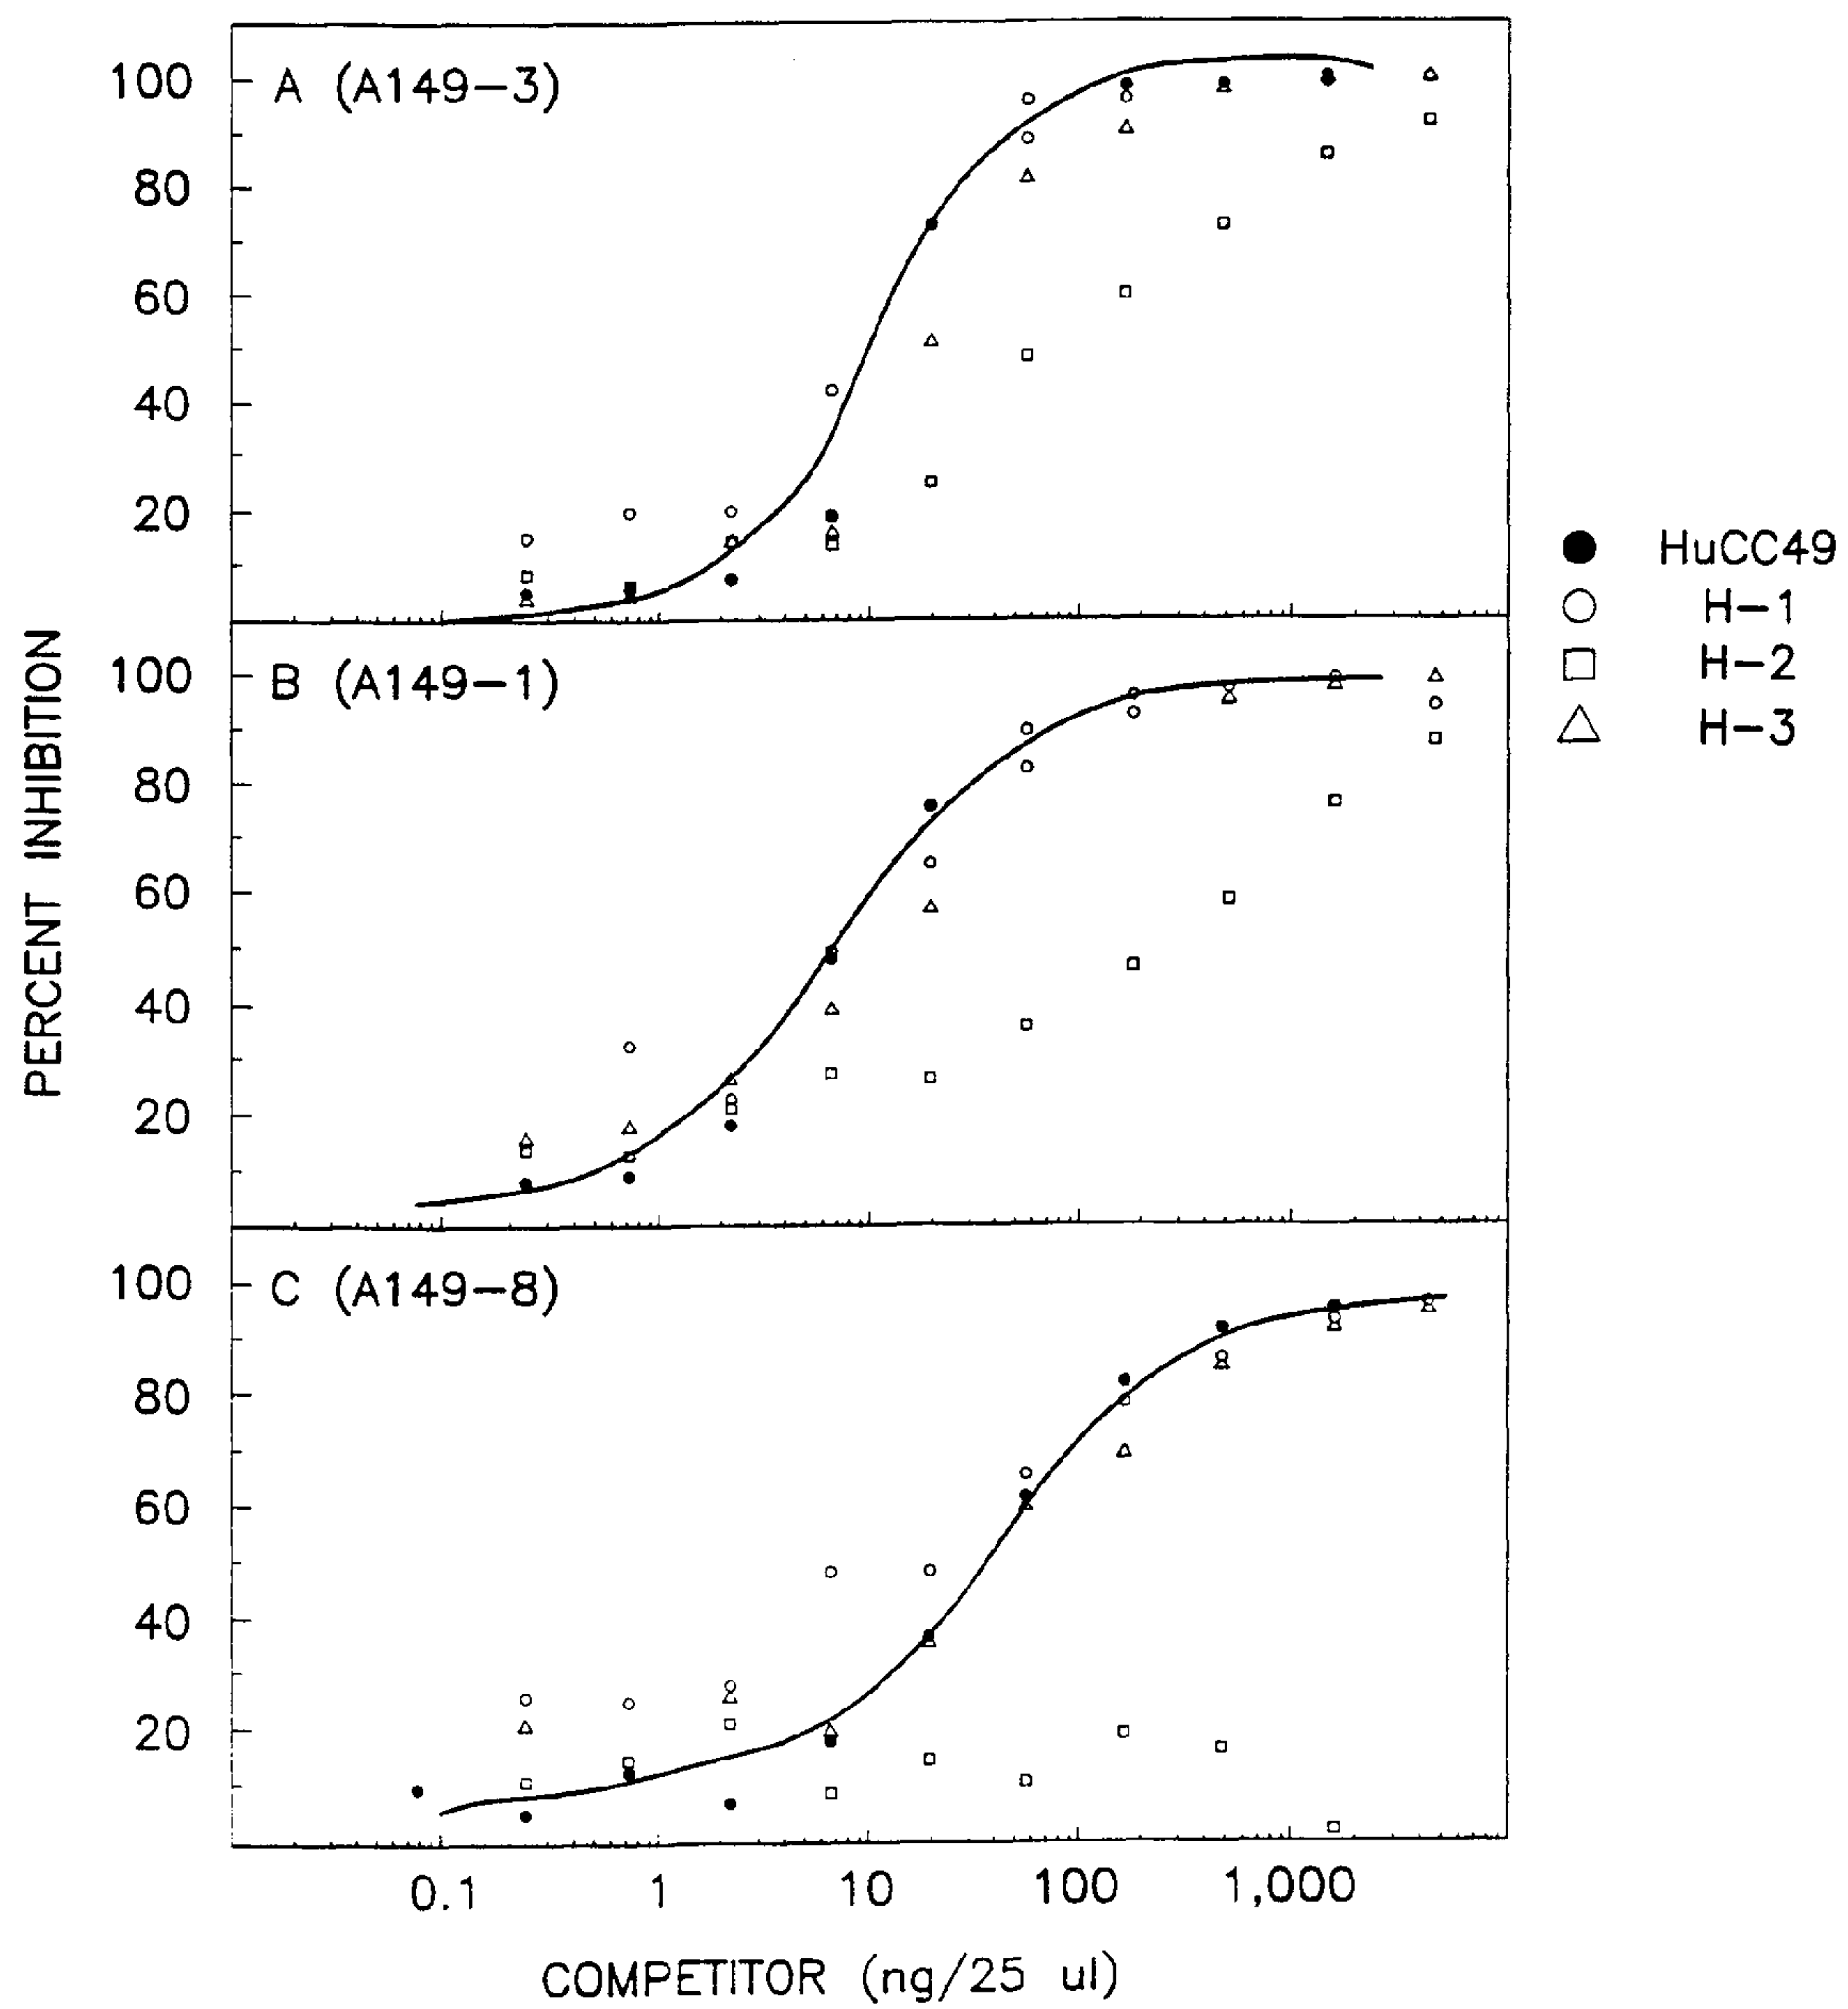 A (A149-3)
100
80
60
40
20
HuCC49
H-1
H-2
H-3
B (A149-1)
100
80
60
40
20
C (A149-8)
100
80
60
40
20
PERCENT INHIBITION
0.1 1 10 100 1,000
COMPETITOR (ng/25 ul)